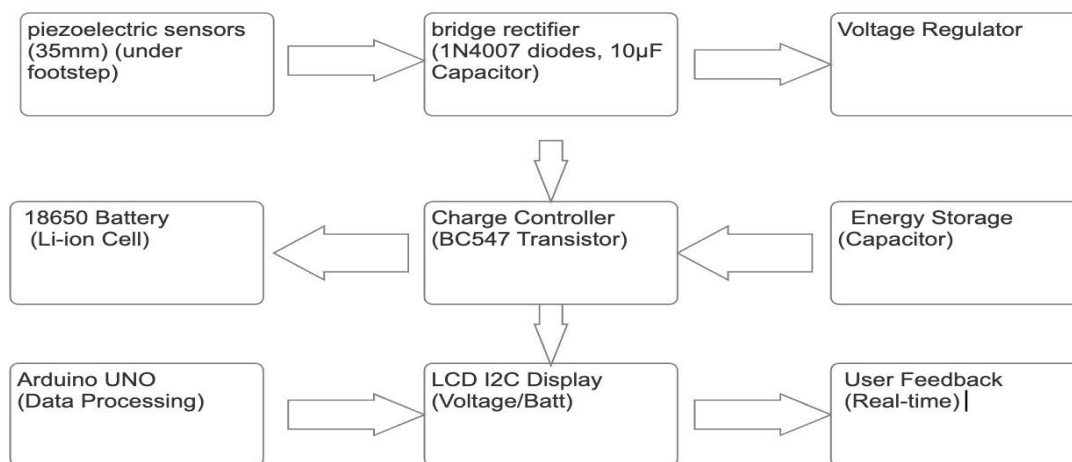 piezoelectric sensors
(35mm) (under
footstep)
bridge rectifier
(1N4007 diodes, 10µF
Capacitor)
Voltage Regulator
18650 Battery
(Li-ion Cell)
Charge Controller
(BC547 Transistor)
Energy Storage
(Capacitor)
Arduino UNO
(Data Processing)
LCD I2C Display
(Voltage/Batt)
User Feedback
(Real-time)